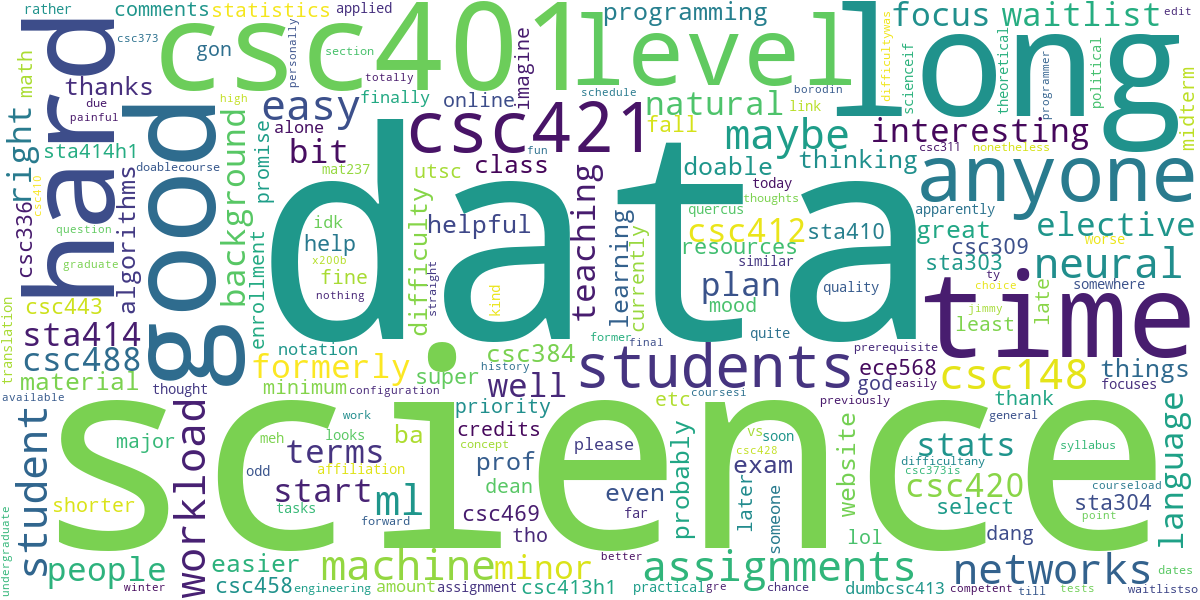 rather
comments
statistics
applied
programming
focus
waitlist
edit
csc373
gon
csc401
level
long
hard
good
math
thanks
due
painful
right
background
high
promise
section
personally
totally
finally
easy
online
imagine
schedule
borodin
link
difficultywas
scienceif
theoretical
programmer
political
midterm
natural
fall
maybe
interesting
csc421
alone
bit
fun
class
mat237
utsc
teaching
doable
thinking
csc311
nonetheless
anyone
sta414h1
doablecourse
algorithms
csc336
csc410
question
graduate
data
today
thoughts
quercus
apparently
elective
great
csc412
sta410
csc309
worse
sta303
ty
neural
resources
similar
somewhere
choice
idk
help
x200b
fine
nothing
helpful
difficulty
straight
kind
learning
currently
plan
quality
mood
time
jimmy
least
late
dates
csc443
enrollment
translation
sta414
csc488
material
available
notation
formerly
minimum
configuration
thought
quite
former
final
csc384
history
super
well
students
prerequisite
ece568
god
easily
previously
csc148
things
focuses
thank
science
student
major
workload
work
priority
etc
coursesi
general
language
meh
looks
ba
credits
concept
please
vs
soon
csc428
stats
syllabus
difficultany
csc373is
courseload
terms
odd
affiliation
prof
probably
website
exam
csc420
sta304
shorter
start
tasks
ml
forward
dean
even
far
later
someone
select
point
csc469
tho
lol
dang
undergraduate
people
easier
machine
minor
better
assignments
networks
winter
csc458
engineering
amount
assignment
csc413h1
practical
gre
chance
dumbcsc413
competent
till
tests
waitlistso